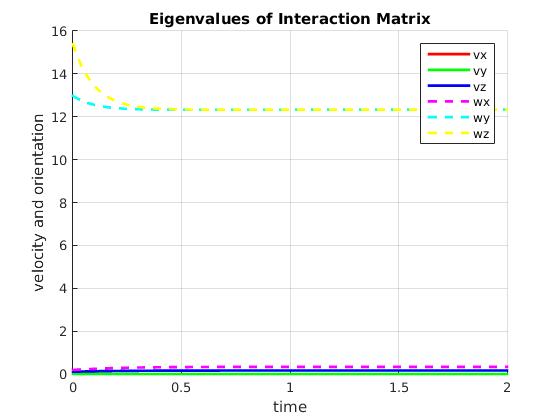 Eigenvalues of Interaction Matrix
16
14
12
10
8
6
4
2
0
velocity and orientation
vx
vy
vz
wx
wy
wz
0 0.5 1 1.5 2
time